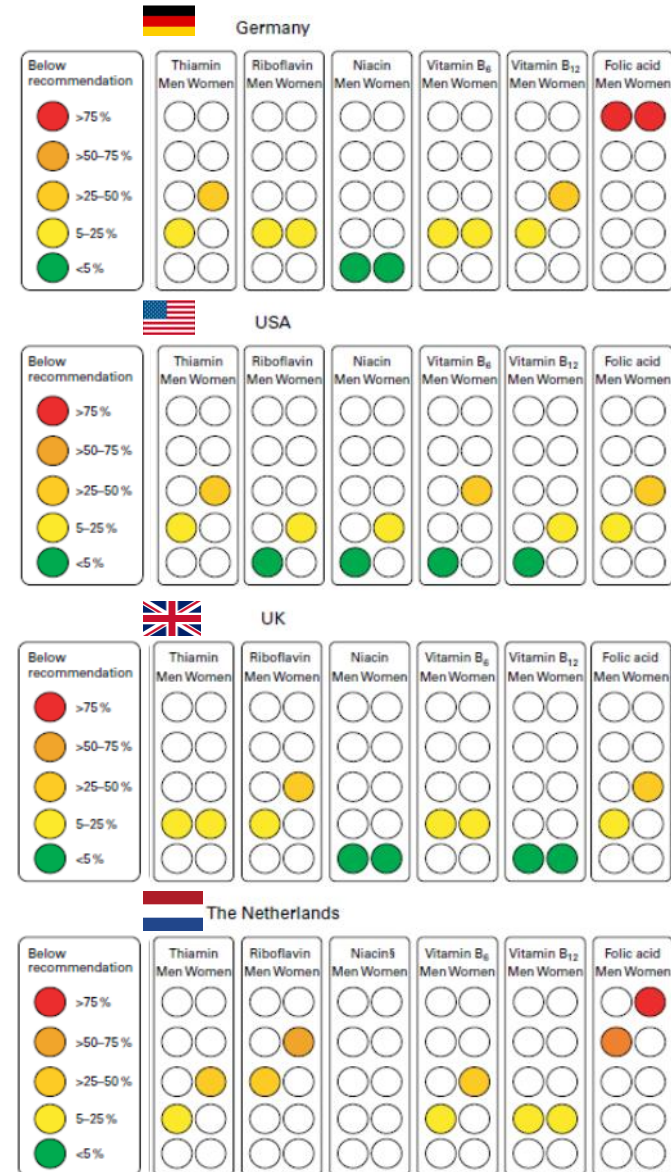 Germany
Below
recommendation
>75 %
>50–75 %
>25–50 %
5–25 %
<5 %
Thiamin
Men Women
Riboflavin
Men Women
Niacin
Men Women
Vitamin B₆
Men Women
Vitamin B₁₂
Men Women
Folic acid
Men Women
USA
Below
recommendation
>75 %
>50–75 %
>25–50 %
5–25 %
<5 %
Thiamin
Men Women
Riboflavin
Men Women
Niacin
Men Women
Vitamin B₆
Men Women
Vitamin B₁₂
Men Women
Folic acid
Men Women
UK
Below
recommendation
>75 %
>50–75 %
>25–50 %
5–25 %
<5 %
Thiamin
Men Women
Riboflavin
Men Women
Niacin
Men Women
Vitamin B₆
Men Women
Vitamin B₁₂
Men Women
Folic acid
Men Women
The Netherlands
Below
recommendation
>75 %
>50–75 %
>25–50 %
5–25 %
<5 %
Thiamin
Men Women
Riboflavin
Men Women
Niacin§
Men Women
Vitamin B₆
Men Women
Vitamin B₁₂
Men Women
Folic acid
Men Women